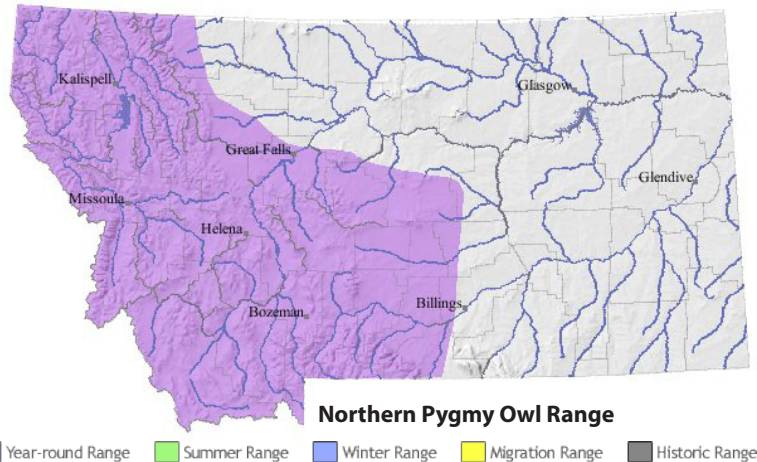 Kalispell
Glasgow
Great Falls
Glendive
Missoula
Helena
Billings
Bozeman
Northern Pygmy Owl Range
Year-round Range Summer Range Winter Range Migration Range Historic Range